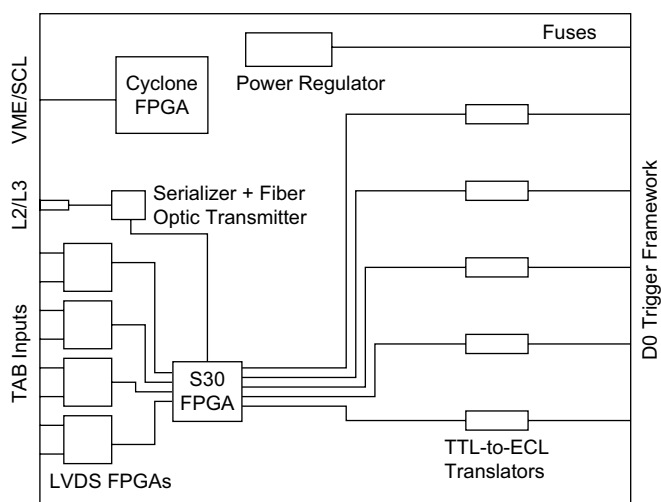 Fuses
Cyclone
FPGA
Power Regulator
VME/SCL
L2/L3
Serializer + Fiber
Optic Transmitter
TAB Inputs
S30
FPGA
LVDS FPGAs
TTL-to-ECL
Translators
D0 Trigger Framework